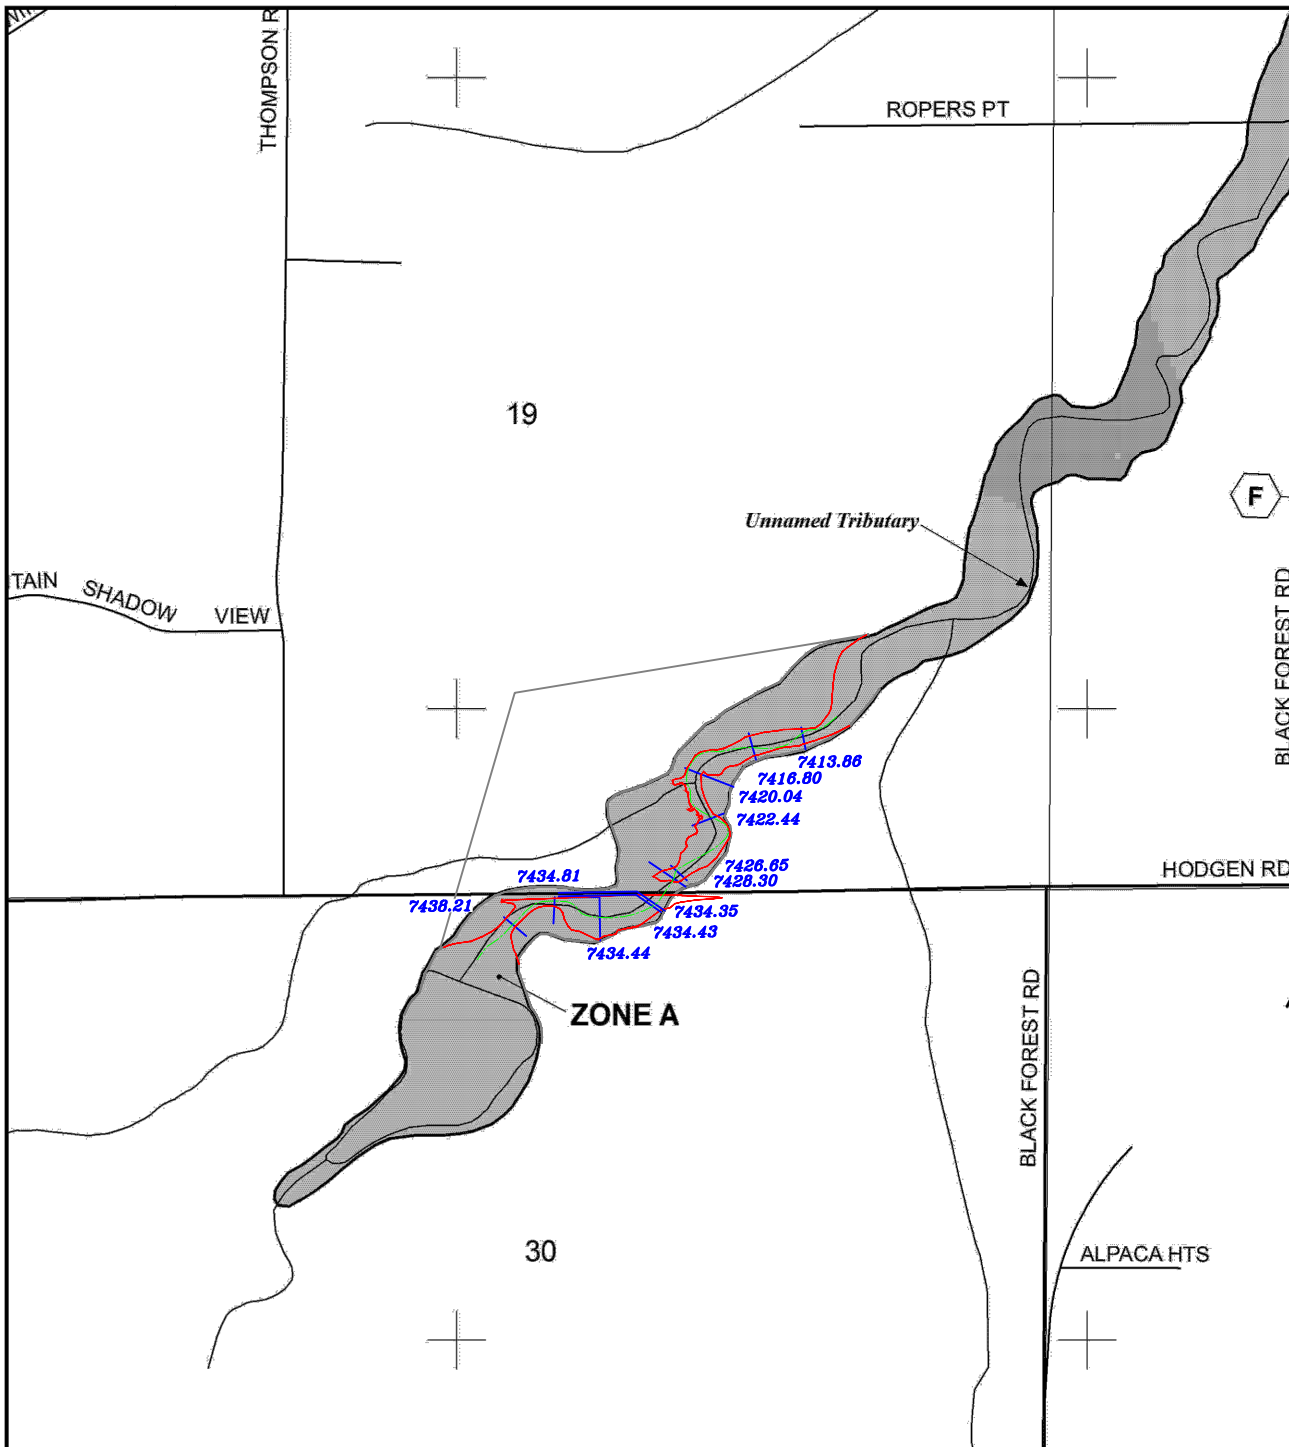 THOMPSON R
ROPERS PT
19
F
Unnamed Tributary
TAIN SHADOW VIEW
BLACK FOREST RD
7413.86
7416.80
7420.04
7422.44
7426.65
7428.30
HODGEN RD
7434.81
7438.21
7434.35
7434.43
7434.44
ZONE A
BLACK FOREST RD
30
ALPACA HTS